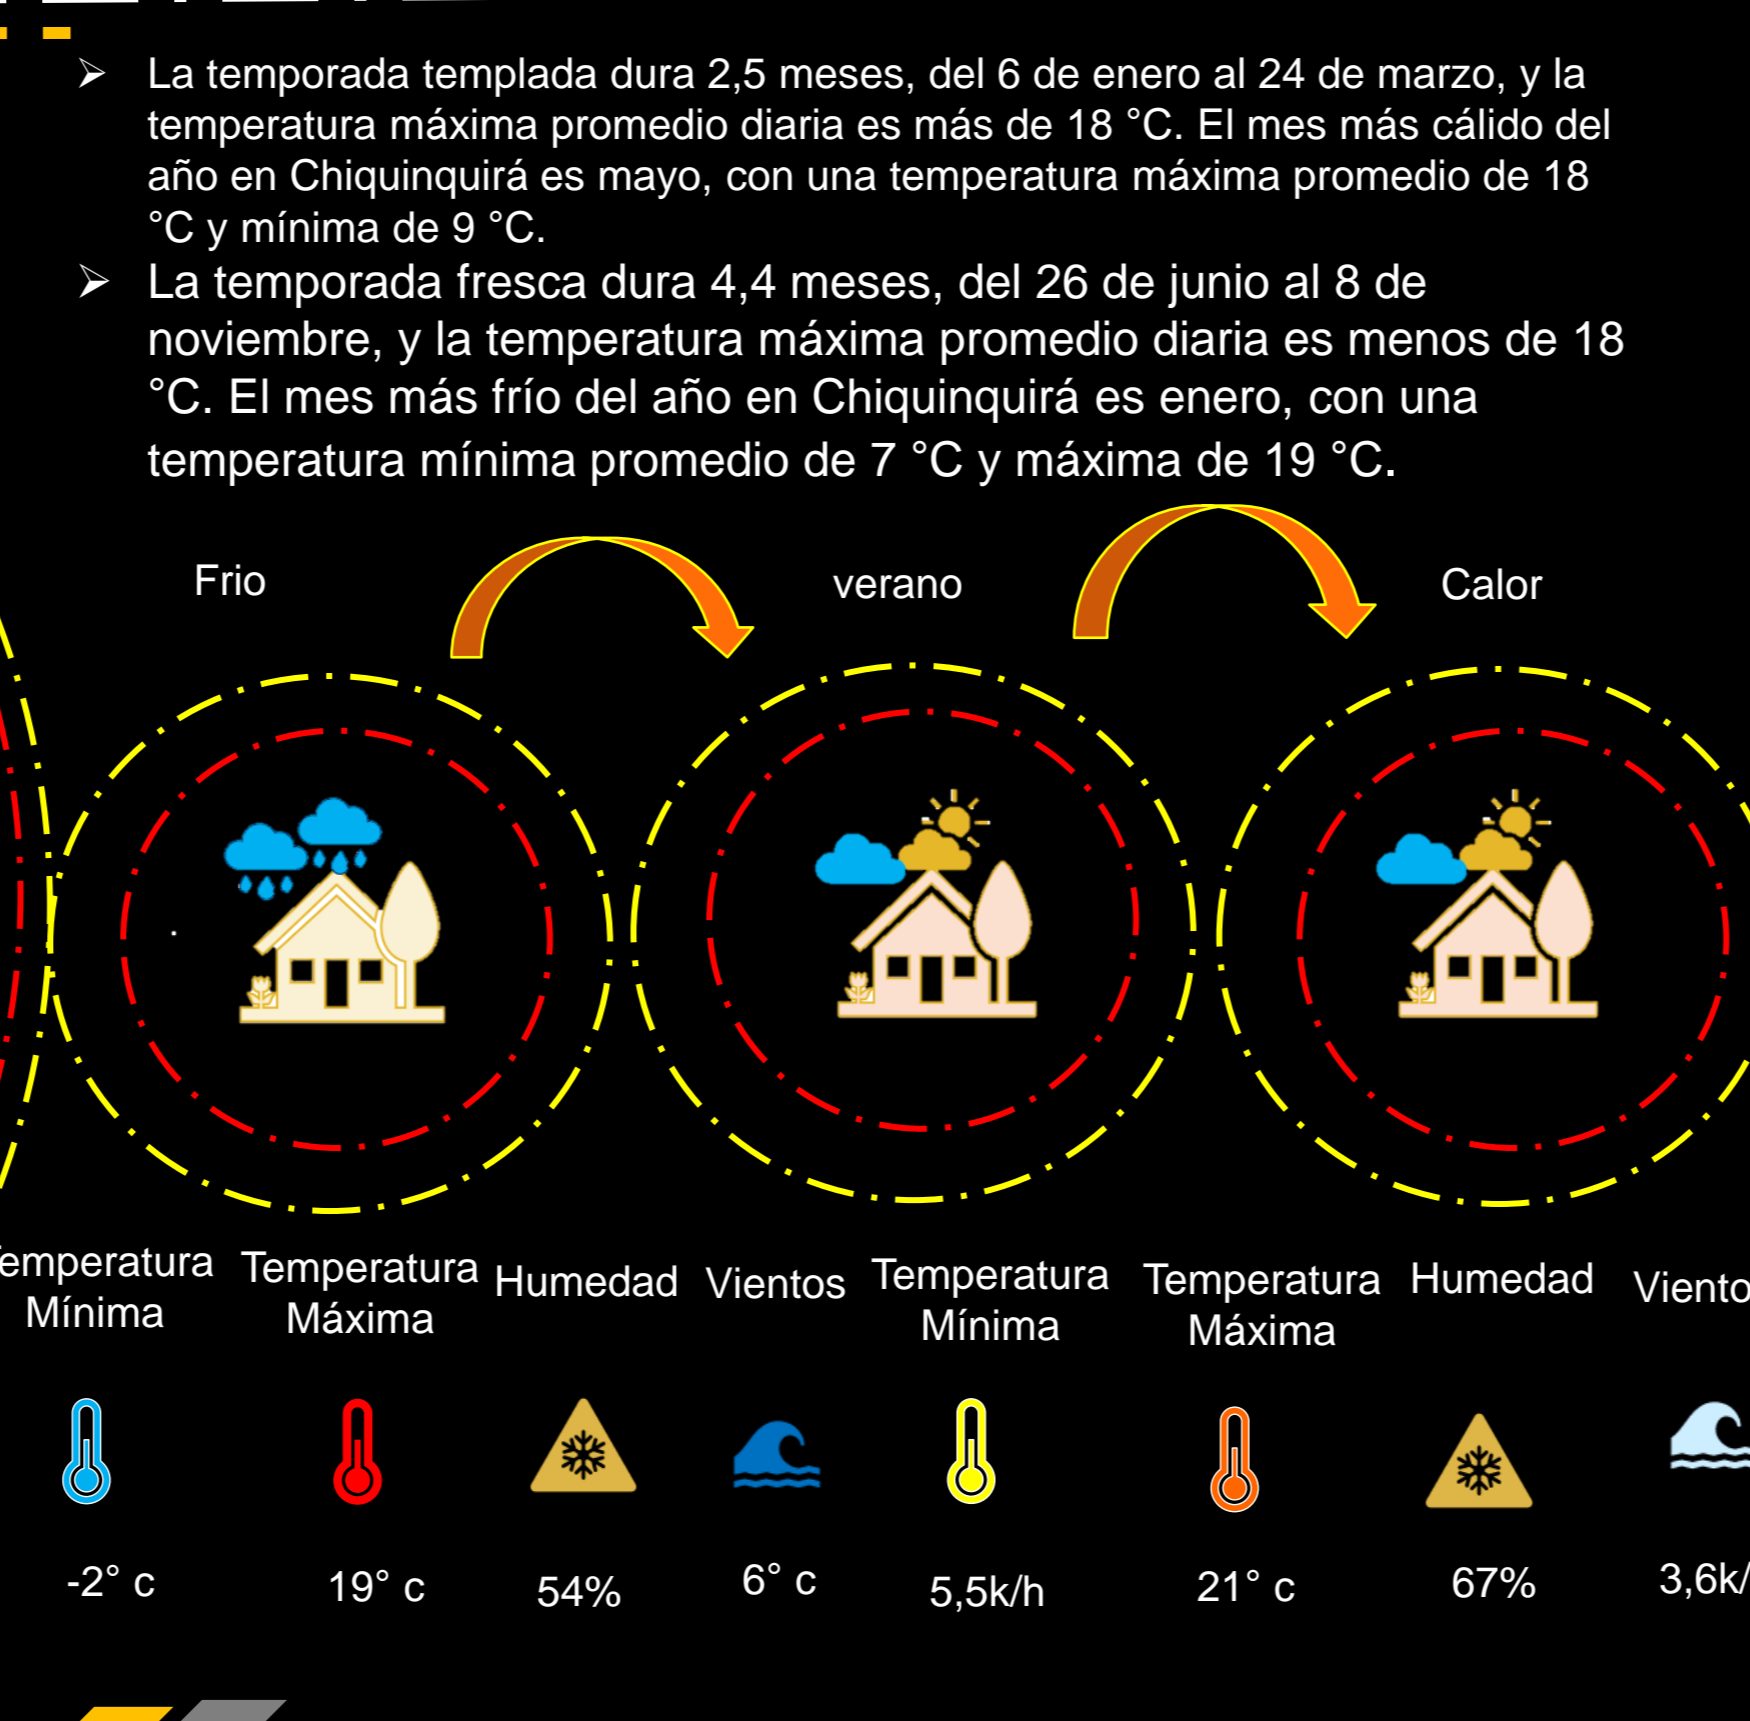 La temporada templada dura 2,5 meses, del 6 de enero al 24 de marzo, y la
temperatura máxima promedio diaria es más de 18 °C. El mes más cálido del
año en Chiquinquirá es mayo, con una temperatura máxima promedio de 18
°C y mínima de 9 °C.
La temporada fresca dura 4,4 meses, del 26 de junio al 8 de
noviembre, y la temperatura máxima promedio diaria es menos de 18
°C. El mes más frío del año en Chiquinquirá es enero, con una
temperatura mínima promedio de 7 °C y máxima de 19 °C.
Frio
verano
Calor
emperatura
Mínima
Temperatura
Máxima
Humedad
Vientos
Temperatura
Mínima
Temperatura
Máxima
Humedad
Viento
-2° c
19° c
54%
6° c
5,5k/h
21° c
67%
3,6k/